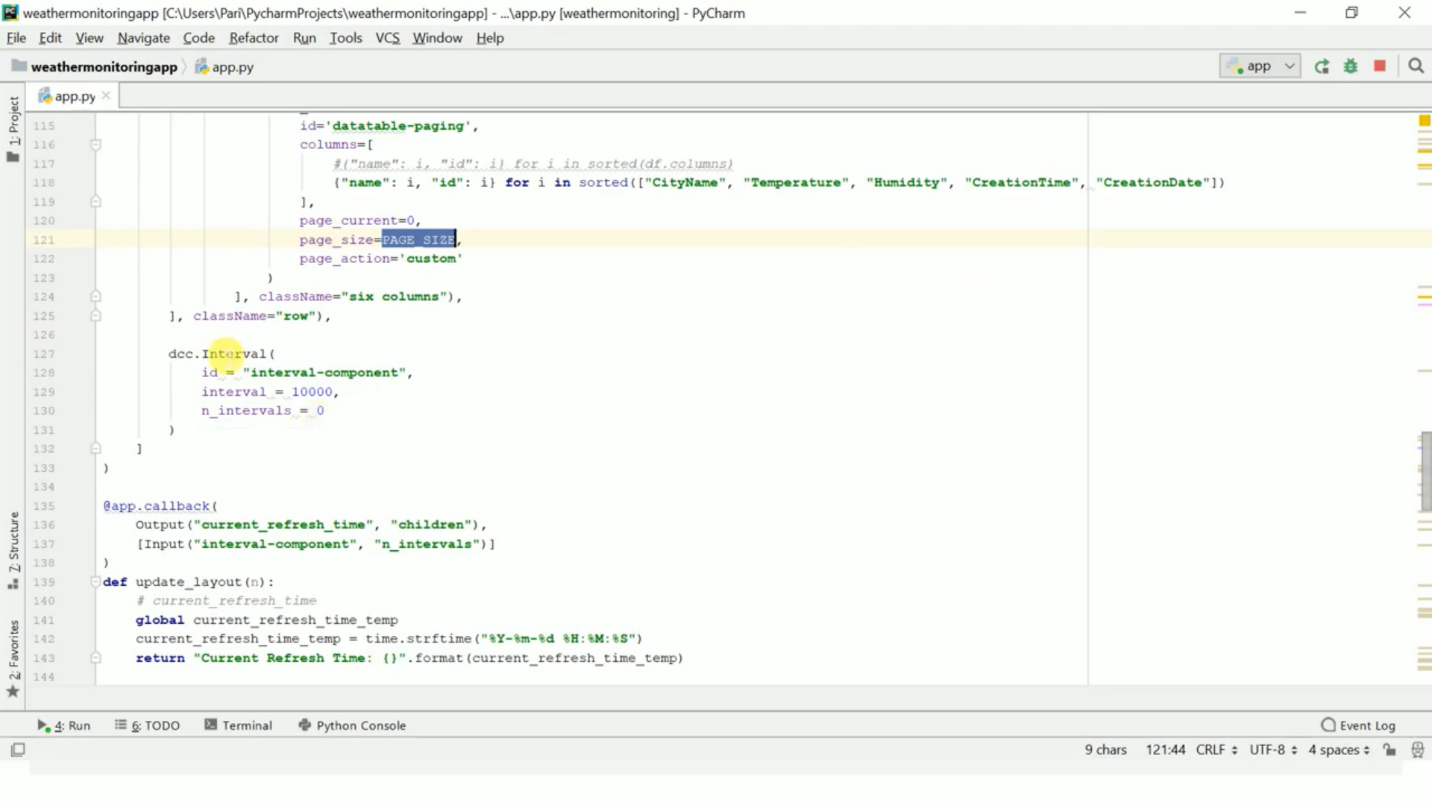 weathermonitoringapp [C:\Users\Pari\PycharmProjects\weathermonitoringapp] - ...\app.py [weathermonitoring] - PyCharm
File Edit View Navigate Code Refactor Run Tools VCS Window Help
weathermonitoringapp app.py app
app.py
1: Project
7: Structure
2: Favorites
115 id='datatable-paging',
116 columns=[
117 #{"name": i, "id": i} for i in sorted(df.columns)
118 {"name": i, "id": i} for i in sorted(["CityName", "Temperature", "Humidity", "CreationTime", "CreationDate"])
119 ],
120 page_current=0,
121 page_size=PAGE_SIZE,
122 page_action='custom'
123 )
124 ], className="six columns"),
125 ], className="row"),
126
127 dcc.Interval(
128 id = "interval-component",
129 interval = 10000,
130 n_intervals = 0
131 )
132 ]
133 )
134
135 @app.callback(
136 Output("current_refresh_time", "children"),
137 [Input("interval-component", "n_intervals")]
138 )
139 def update_layout(n):
140 # current_refresh_time
141 global current_refresh_time_temp
142 current_refresh_time_temp = time.strftime("%Y-%m-%d %H:%M:%S")
143 return "Current Refresh Time: {}".format(current_refresh_time_temp)
144
4: Run 6: TODO Terminal Python Console Event Log
9 chars 121:44 CRLF UTF-8 4 spaces